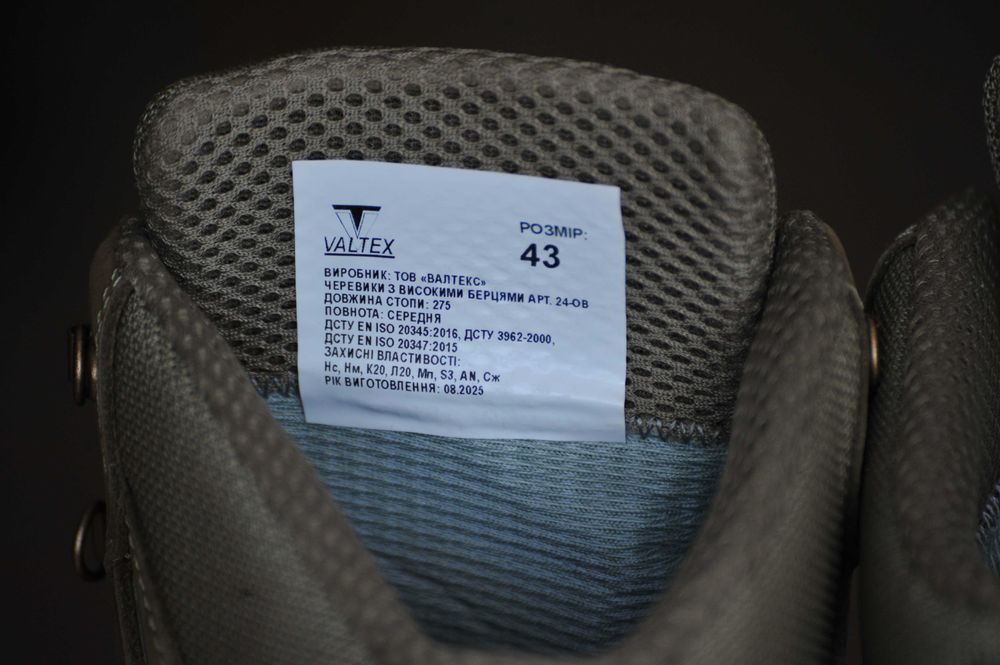 VALTEX
РОЗМІР:
43
ВИРОБНИК: ТОВ «ВАЛТЕКС»
ЧЕРЕВИКИ З ВИСОКИМИ БЕРЦЯМИ АРТ. 24-ОВ
ДОВЖИНА СТОПИ: 275
ПОВНОТА: СЕРЕДНЯ
ДСТУ EN ISO 20345:2016, ДСТУ 3962-2000,
ДСТУ EN ISO 20347:2015
ЗАХИСНІ ВЛАСТИВОСТІ:
Нс, Нм, К20, Л20, Мп, S3, AN, Сж
РІК ВИГОТОВЛЕННЯ: 08.2025